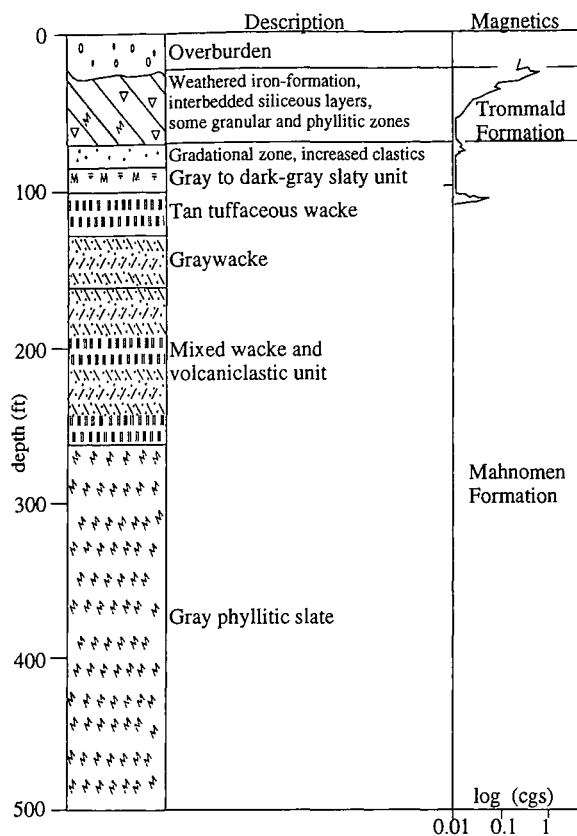 Description
Magnetics
0
Overburden
Weathered iron-formation,
interbedded siliceous layers,
some granular and phyllitic zones
Trommald
Formation
Gradational zone, increased clastics
Gray to dark-gray slaty unit
100
Tan tuffaceous wacke
Graywacke
200
Mixed wacke and
volcaniclastic unit
depth (ft)
300
Mahnomen
Formation
Gray phyllitic slate
400
500
log (cgs)
0.01 0.1 1